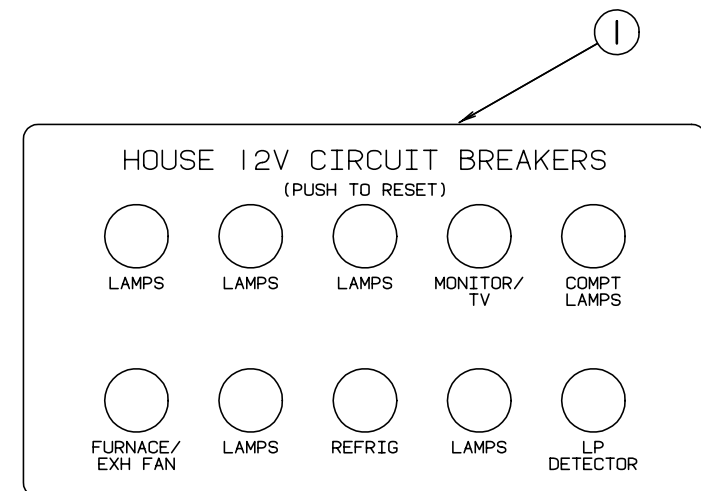 1
HOUSE 12V CIRCUIT BREAKERS
(PUSH TO RESET)
LAMPS LAMPS LAMPS MONITOR/ COMPT
TV LAMPS
FURNACE/ LAMPS REFRIG LAMPS LP
EXH FAN DETECTOR